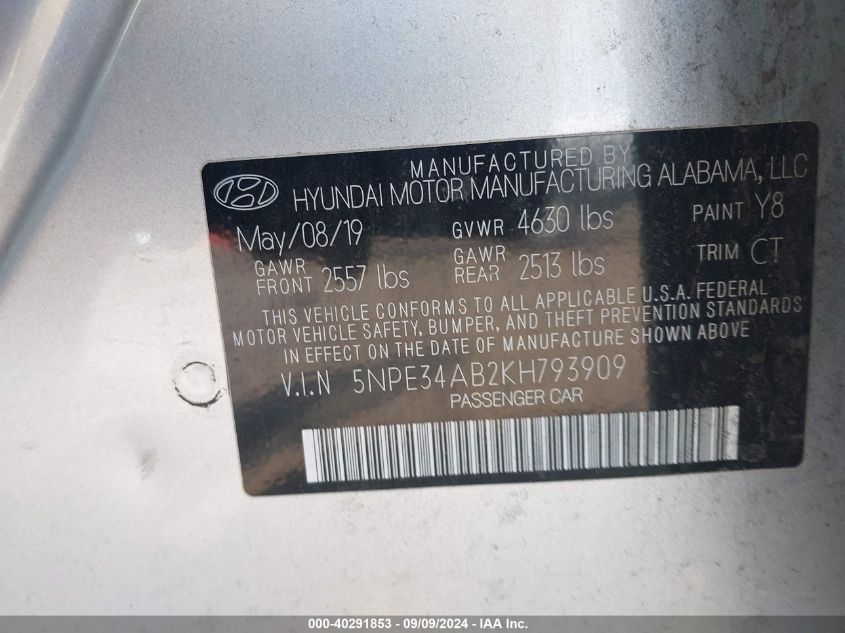 MANUFACTURED BY
HYUNDAI MOTOR MANUFACTURING ALABAMA, LLC
May/08/19 GVWR 4630 lbs PAINT Y8
GAWR FRONT 2557 lbs GAWR REAR 2513 lbs TRIM CT
THIS VEHICLE CONFORMS TO ALL APPLICABLE U.S.A. FEDERAL
MOTOR VEHICLE SAFETY, BUMPER, AND THEFT PREVENTION STANDARDS
IN EFFECT ON THE DATE OF MANUFACTURE SHOWN ABOVE
V.I.N 5NPE34AB2KH793909
PASSENGER CAR
000-40291853 - 09/09/2024 - IAA Inc.